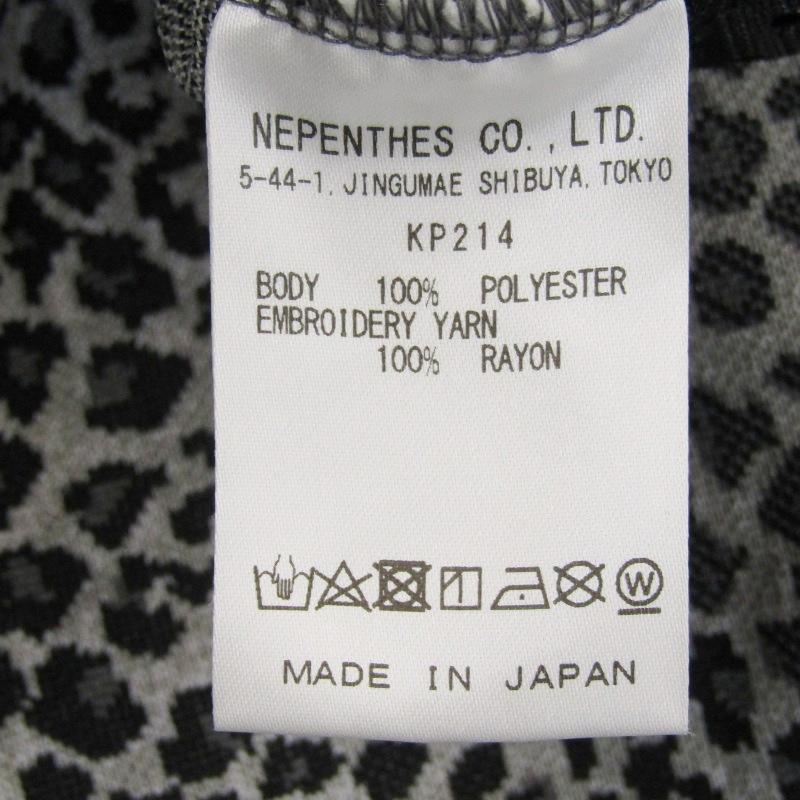 NEPENTHES CO., LTD.
5-44-1, JINGUMAE SHIBUYA, TOKYO
KP214
BODY 100% POLYESTER
EMBROIDERY YARN
100% RAYON
W
MADE IN JAPAN